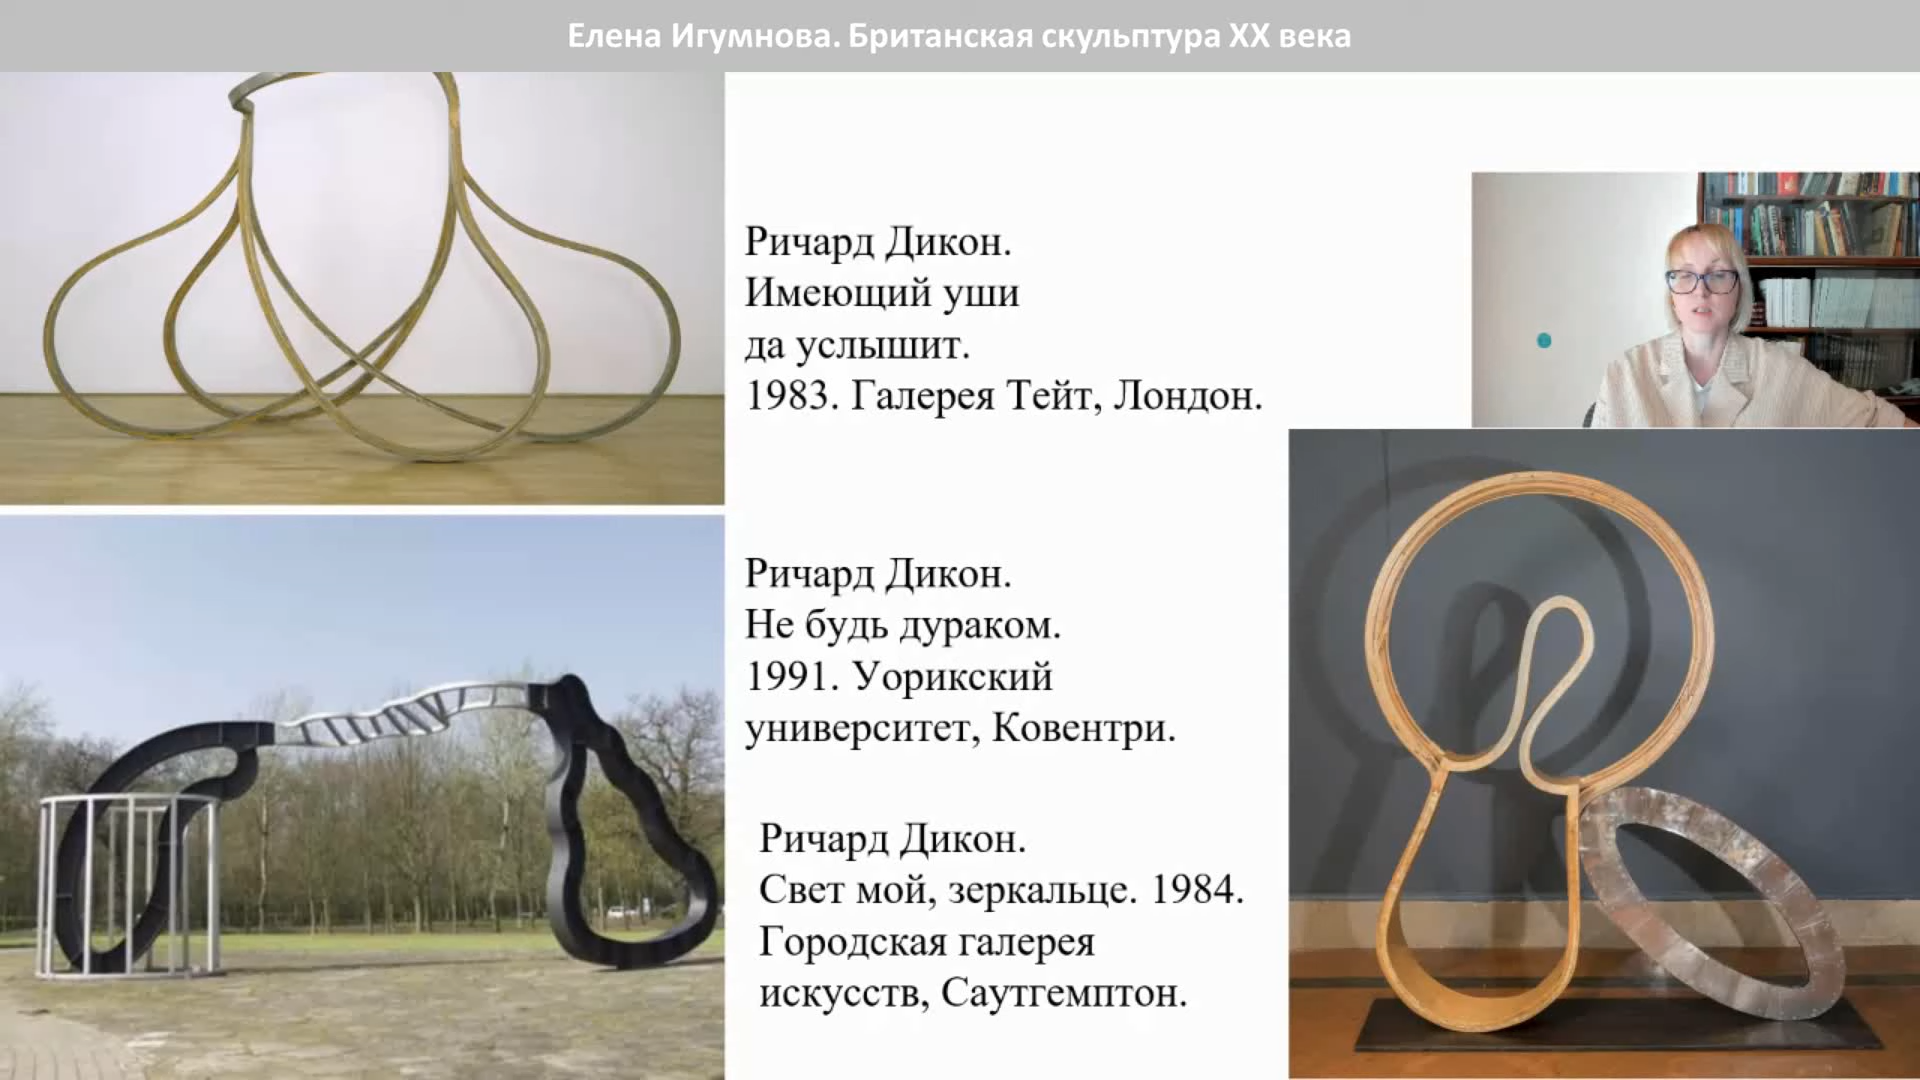 Елена Игумнова. Британская скульптура XX века
Ричард Дикон.
Имеющий уши
да услышит.
1983. Галерея Тейт, Лондон.
Ричард Дикон.
Не будь дураком.
1991. Уорикский
университет, Ковентри.
Ричард Дикон.
Свет мой, зеркальце. 1984.
Городская галерея
искусств, Саутгемптон.